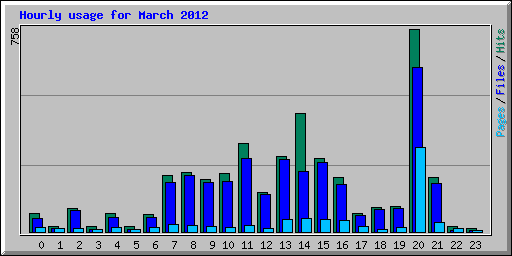 Hourly usage for March 2012
758
Pages / Files / Hits
0 1 2 3 4 5 6 7 8 9 10 11 12 13 14 15 16 17 18 19 20 21 22 23